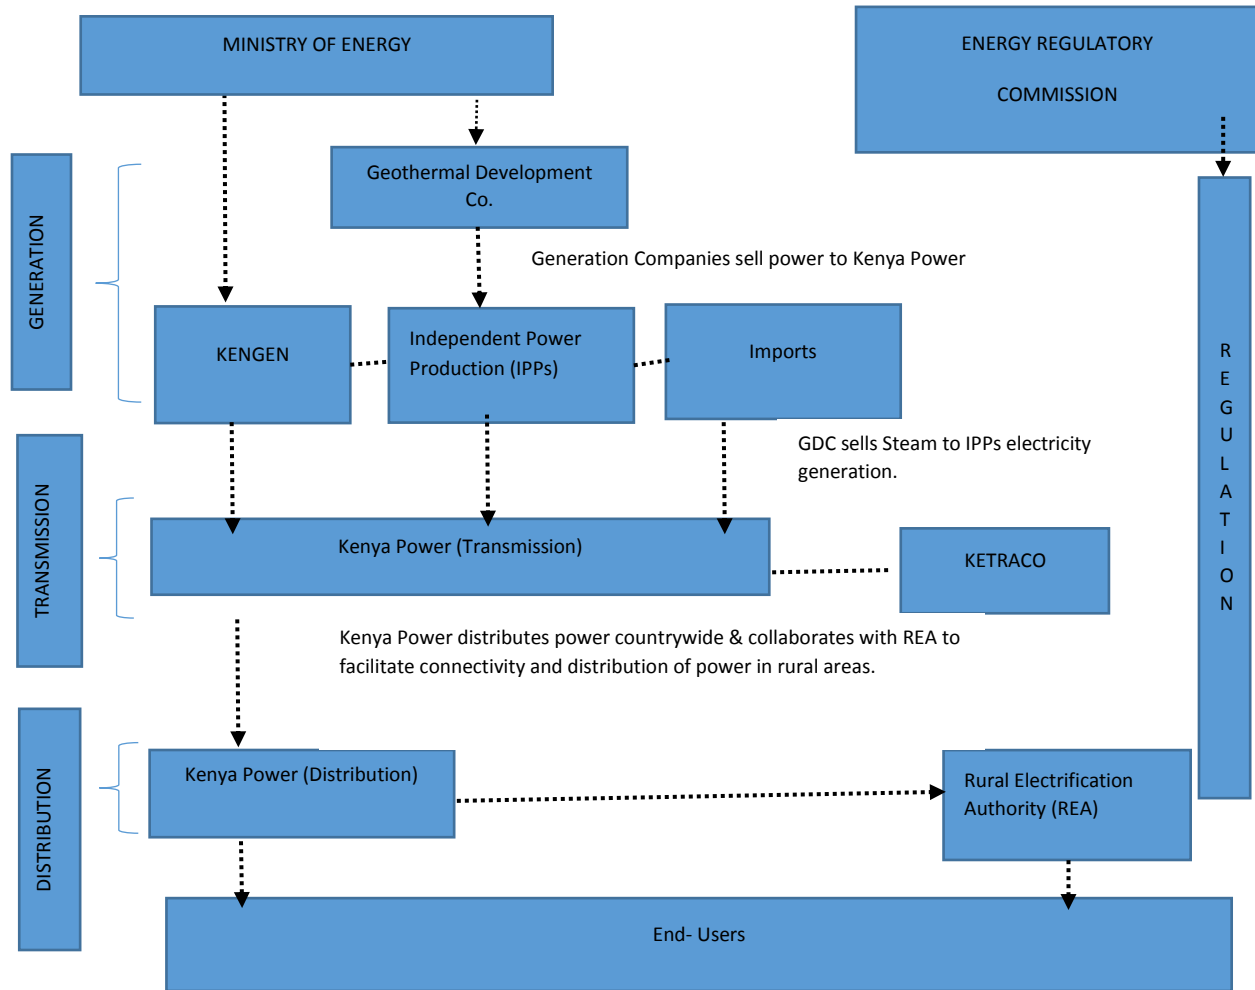 MINISTRY OF ENERGY
ENERGY REGULATORY
COMMISSION
Geothermal Development
Co.
GENERATION
Generation Companies sell power to Kenya Power
KENGEN
Independent Power
Production (IPPs)
Imports
REGULATION
GDC sells Steam to IPPs electricity
generation.
TRANSMISSION
Kenya Power (Transmission)
KETRACO
Kenya Power distributes power countrywide & collaborates with REA to
facilitate connectivity and distribution of power in rural areas.
DISTRIBUTION
Kenya Power (Distribution)
Rural Electrification
Authority (REA)
End- Users